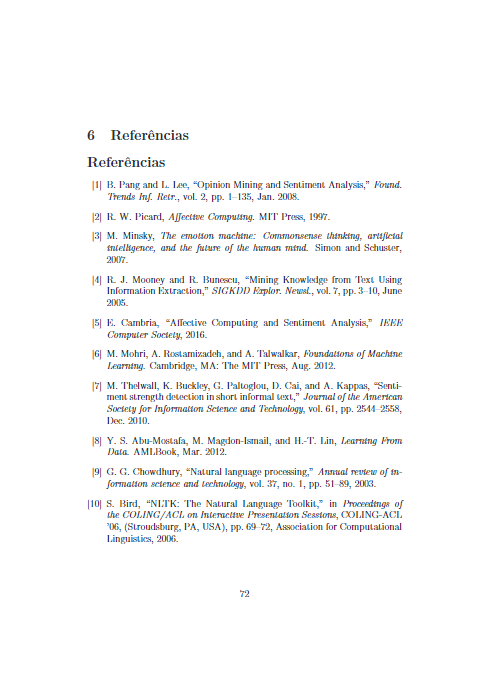 6 Referências
Referências
[1] B. Pang and L. Lee, “Opinion Mining and Sentiment Analysis,” Found.
Trends Inf. Retr., vol. 2, pp. 1–135, Jan. 2008.
[2] R. W. Picard, Affective Computing. MIT Press, 1997.
[3] M. Minsky, The emotion machine: Commonsense thinking, artificial
intelligence, and the future of the human mind. Simon and Schuster,
2007.
[4] R. J. Mooney and R. Bunescu, “Mining Knowledge from Text Using
Information Extraction,” SIGKDD Explor. Newsl., vol. 7, pp. 3–10, June
2005.
[5] E. Cambria, “Affective Computing and Sentiment Analysis,” IEEE
Computer Society, 2016.
[6] M. Mohri, A. Rostamizadeh, and A. Talwalkar, Foundations of Machine
Learning. Cambridge, MA: The MIT Press, Aug. 2012.
[7] M. Thelwall, K. Buckley, G. Paltoglou, D. Cai, and A. Kappas, “Senti-
ment strength detection in short informal text,” Journal of the American
Society for Information Science and Technology, vol. 61, pp. 2544–2558,
Dec. 2010.
[8] Y. S. Abu-Mostafa, M. Magdon-Ismail, and H.-T. Lin, Learning From
Data. AMLBook, Mar. 2012.
[9] G. G. Chowdhury, “Natural language processing,” Annual review of in-
formation science and technology, vol. 37, no. 1, pp. 51–89, 2003.
[10] S. Bird, “NLTK: The Natural Language Toolkit,” in Proceedings of
the COLING/ACL on Interactive Presentation Sessions, COLING-ACL
’06, (Stroudsburg, PA, USA), pp. 69–72, Association for Computational
Linguistics, 2006.
72